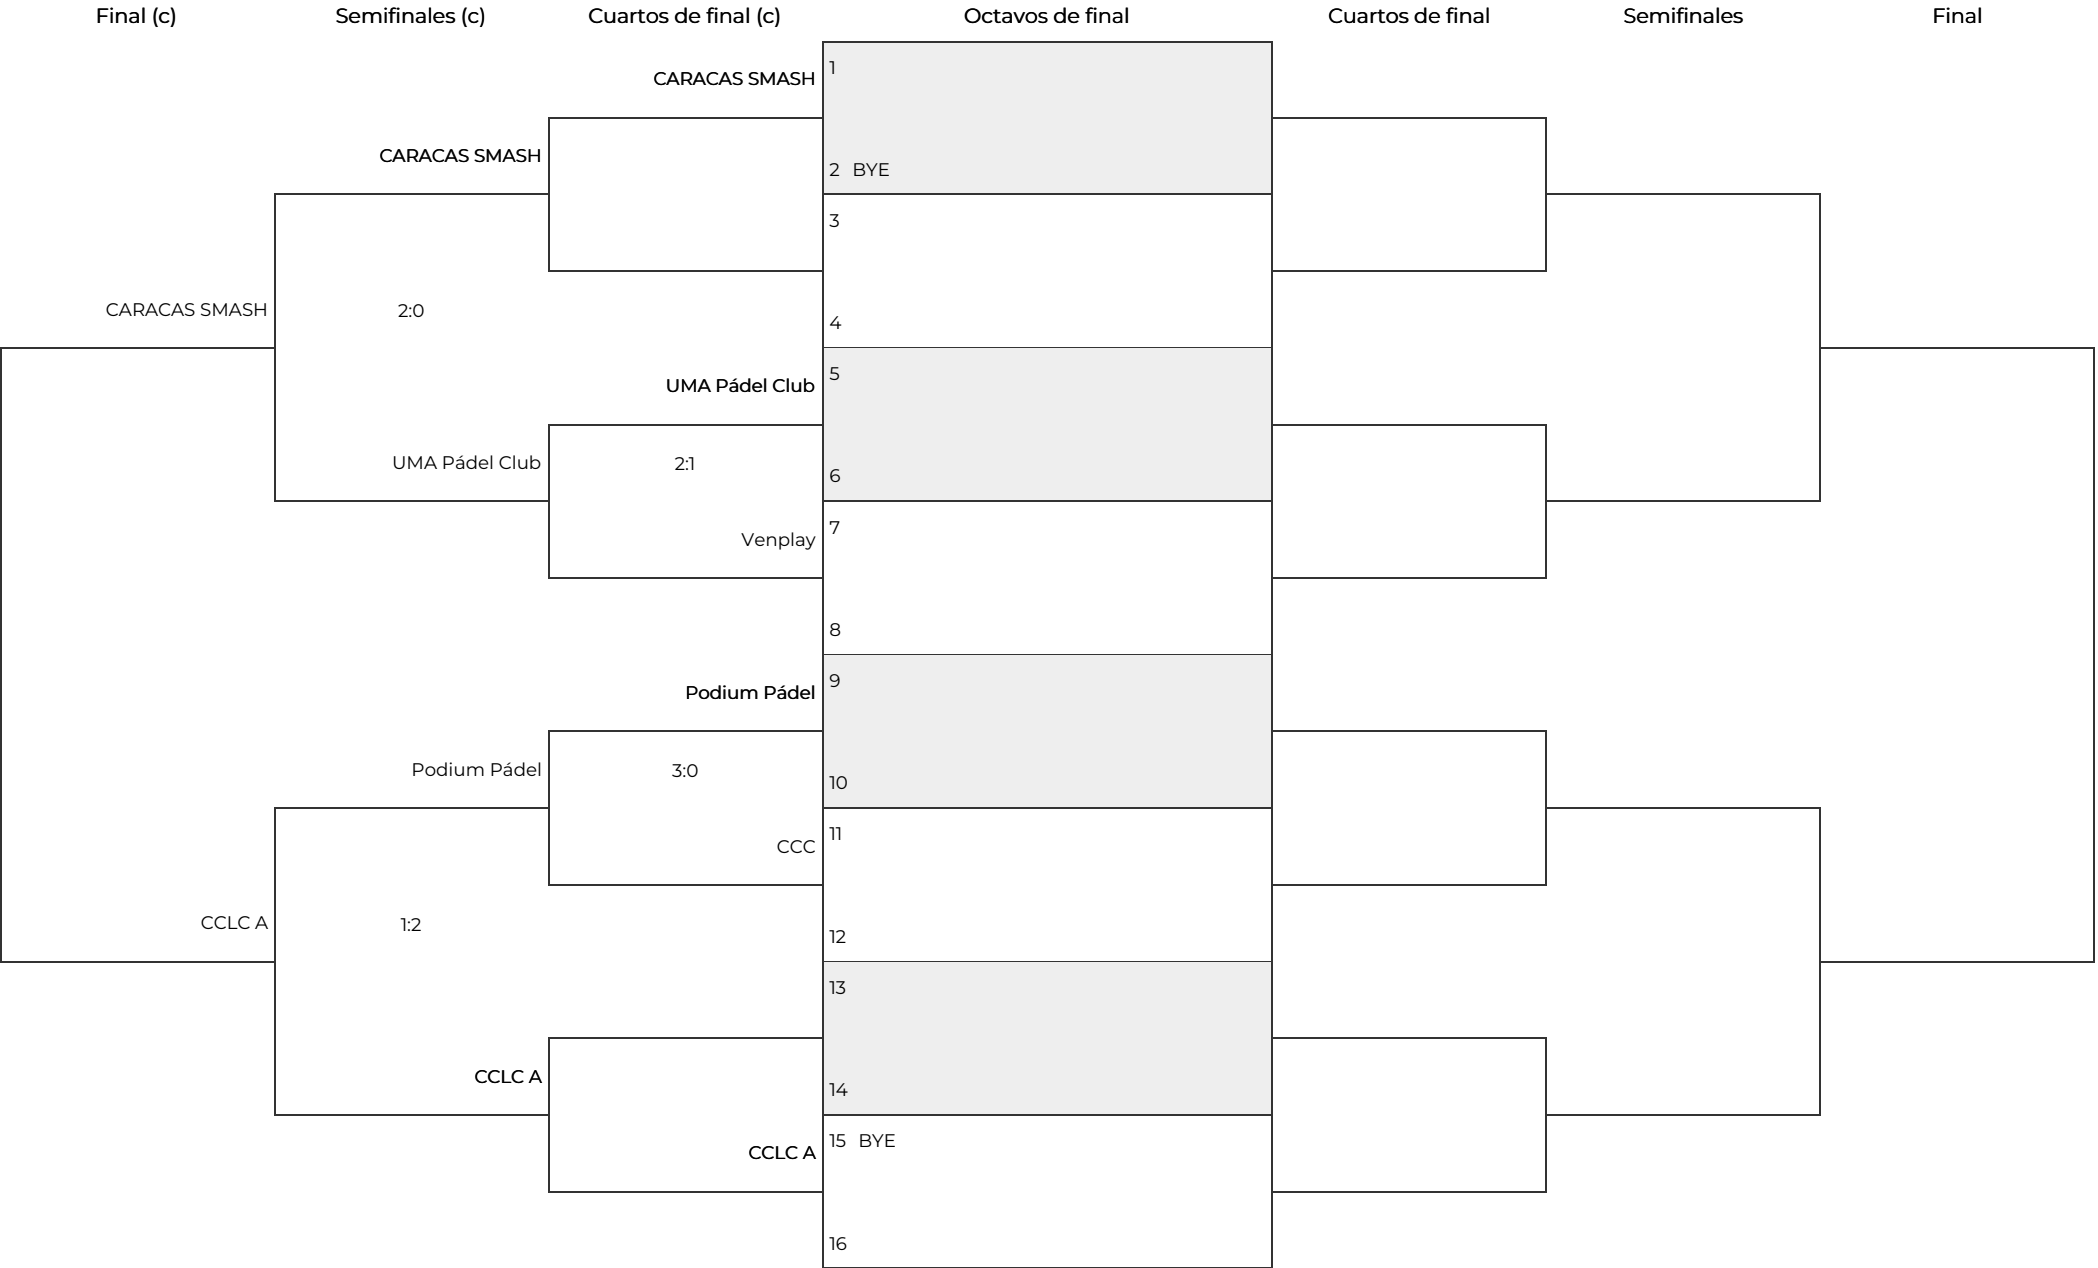 Final (c) Semifinales (c) Cuartos de final (c) Octavos de final Cuartos de final Semifinales Final
1
CARACAS SMASH
CARACAS SMASH
2 BYE
3
CARACAS SMASH
2:0
4
5
UMA Pádel Club
UMA Pádel Club
2:1
6
7
Venplay
8
9
Podium Pádel
Podium Pádel
3:0
10
11
CCC
CCLC A
1:2
12
13
CCLC A
14
15 BYE
CCLC A
16